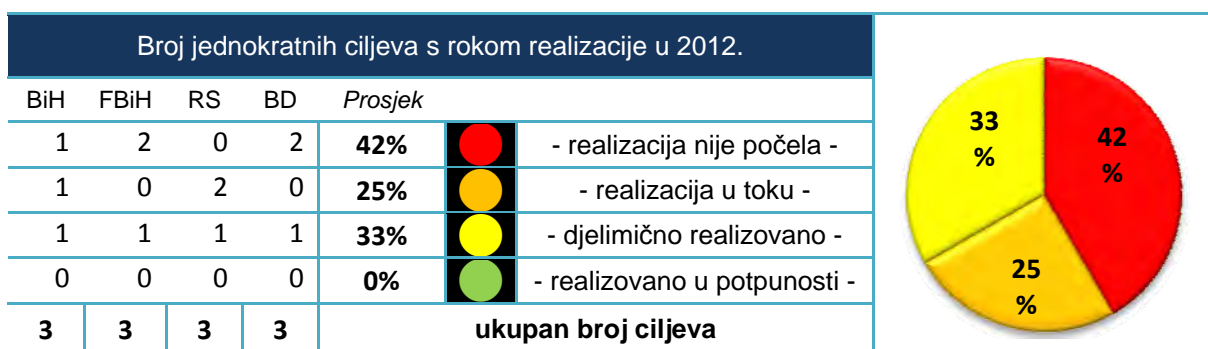 Broj jednokratnih ciljeva s rokom realizacije u 2012.
BiH FBiH RS BD Prosjek
1 2 0 2 42% - realizacija nije počela -
1 0 2 0 25% - realizacija u toku -
1 1 1 1 33% - djelimično realizovano -
0 0 0 0 0% - realizovano u potpunosti -
3 3 3 3 ukupan broj ciljeva
33
%
42
%
25
%